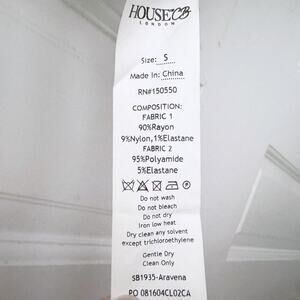 HOUSE OF CB
LONDON
Size: S
Made In: China
RN#150550
COMPOSITION:
FABRIC 1
90%Rayon
9%Nylon,1%Elastane
FABRIC 2
95%Polyamide
5%Elastane
Do not wash
Do not bleach
Do not dry
Iron low heat
Dry clean any solvent
except trichloroethylene
Gentle Dry
Clean Only
SB1935-Aravena
PO 081604CL02CA